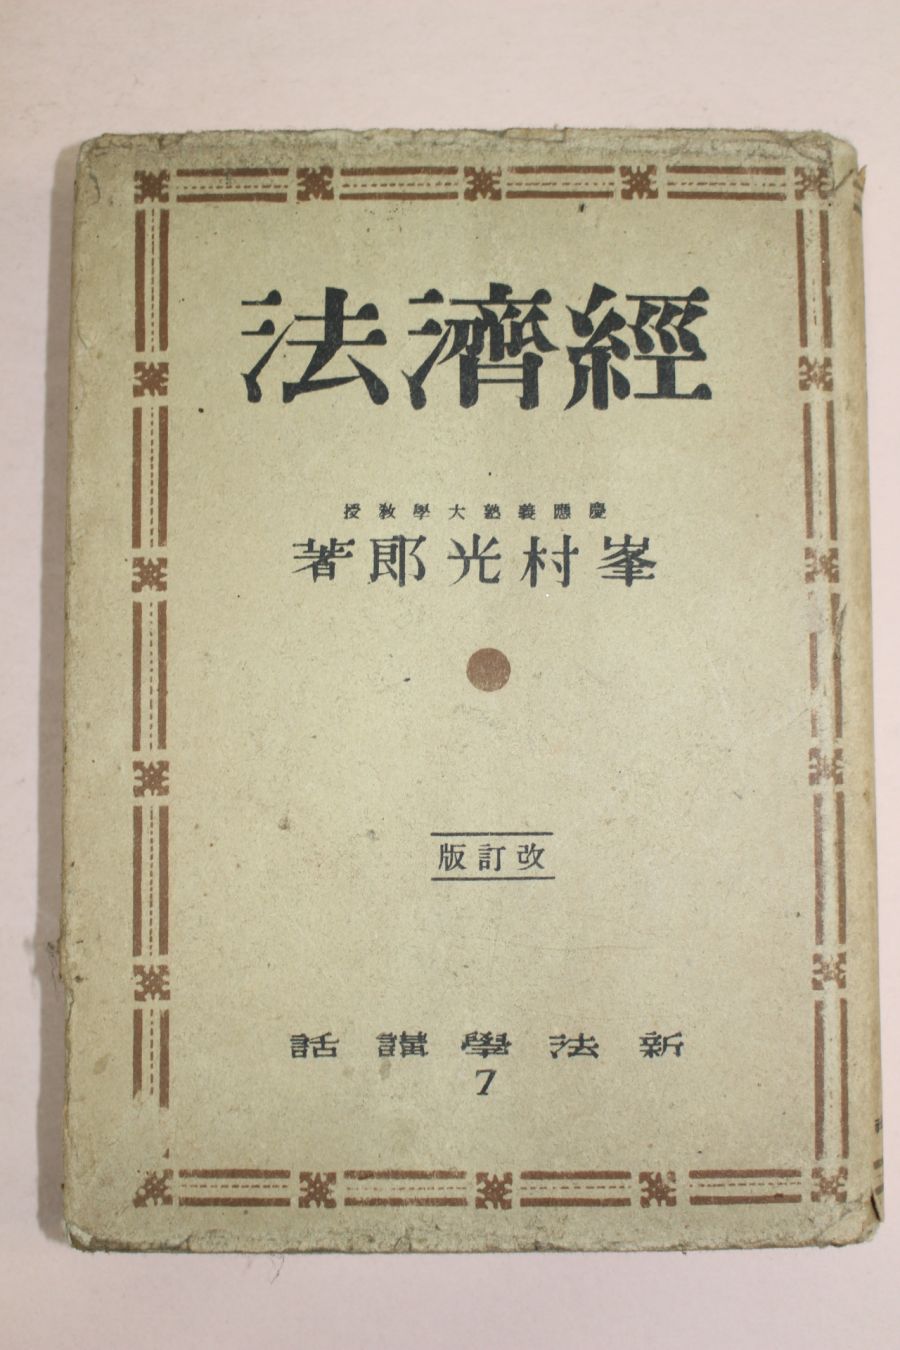 經濟法
慶應義塾大學教授
峯村光郎著
改訂版
新法學講話
7